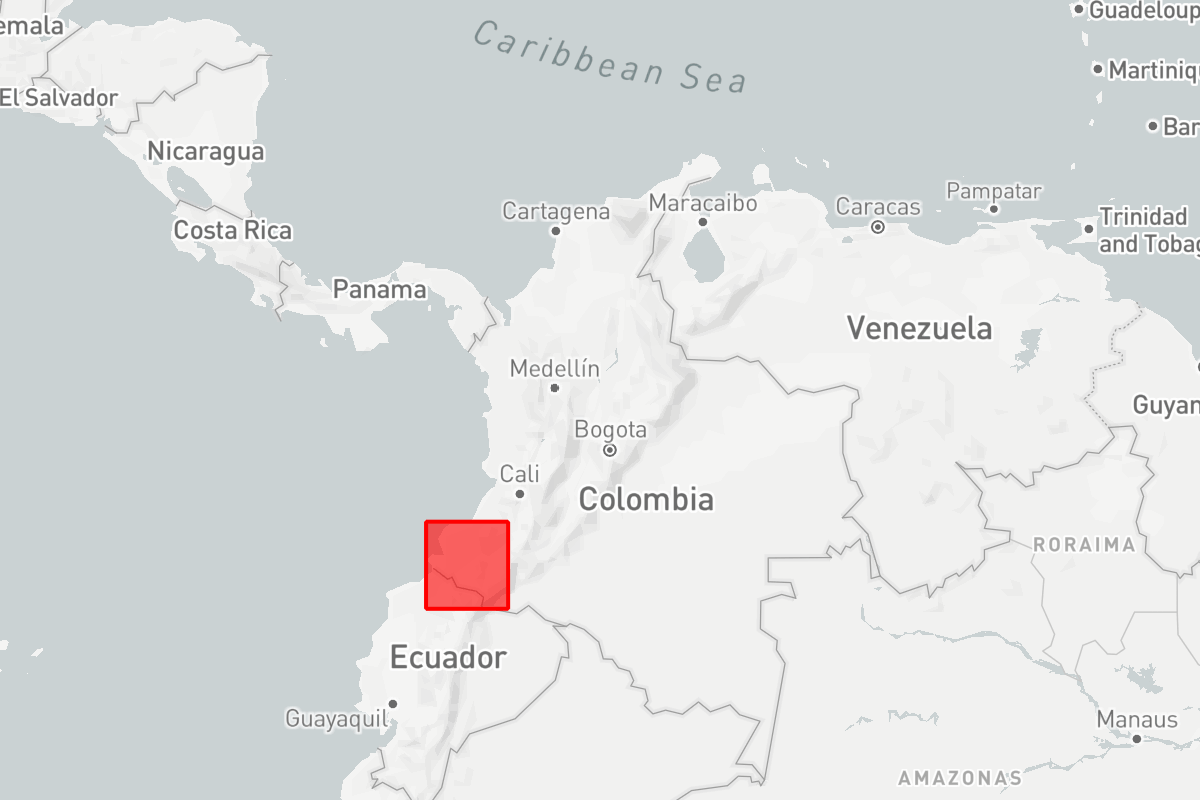 Guadeloup
emala
Caribbean Sea
Martiniq
El Salvador
Bar
Nicaragua
Pampatar
Maracaibo
Cartagena
Caracas
Trinidad
and Tobag
Costa Rica
Panama
Venezuela
Medellín
Guyan
Bogota
Cali
Colombia
RORAIMA
Ecuador
Guayaquil
Manaus
AMAZONAS